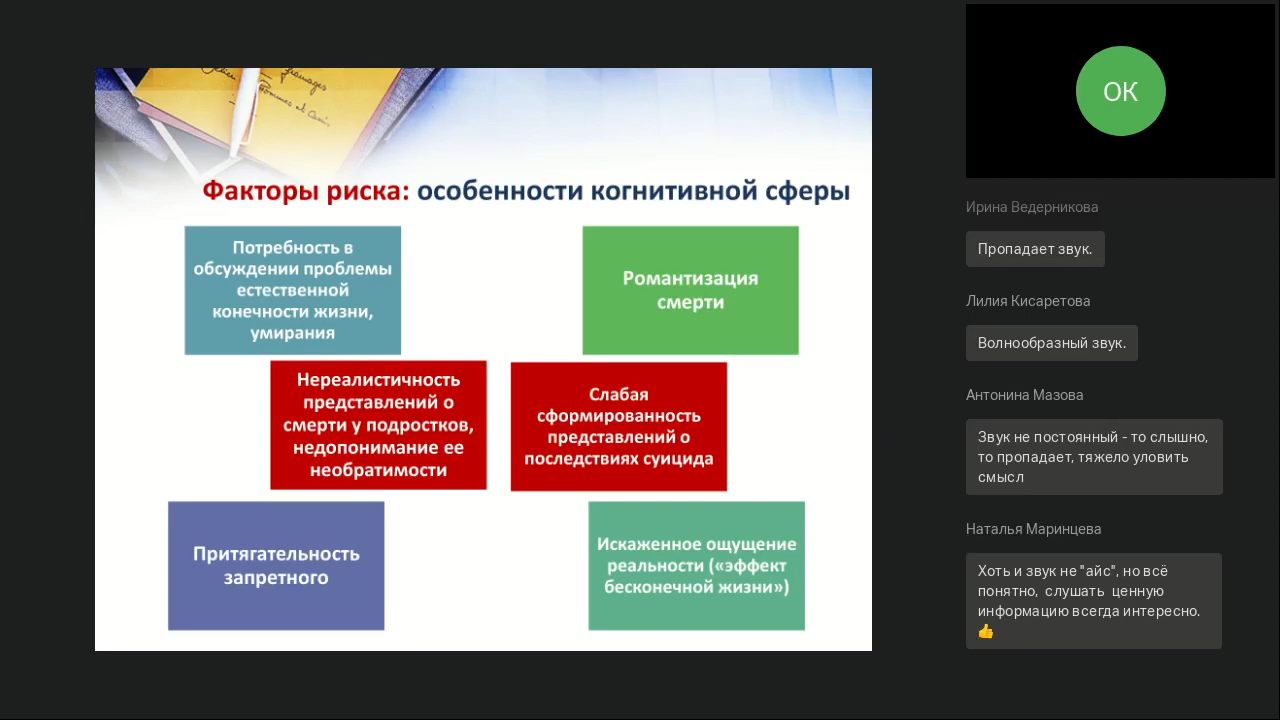 Факторы риска: особенности когнитивной сферы
Потребность в
обсуждении проблемы
естественной
конечности жизни,
умирания
Романтизация
смерти
Нереалистичность
представлений о
смерти у подростков,
недопонимание ее
необратимости
Слабая
сформированность
представлений о
последствиях суицида
Притягательность
запретного
Искаженное ощущение
реальности («эффект
бесконечной жизни»)
ОК
Ирина Ведерникова
Пропадает звук.
Лилия Кисаретова
Волнообразный звук.
Антонина Мазова
Звук не постоянный - то слышно,
то пропадает, тяжело уловить
смысл
Наталья Маринцева
Хоть и звук не "айс", но всё
понятно, слушать ценную
информацию всегда интересно.
👍